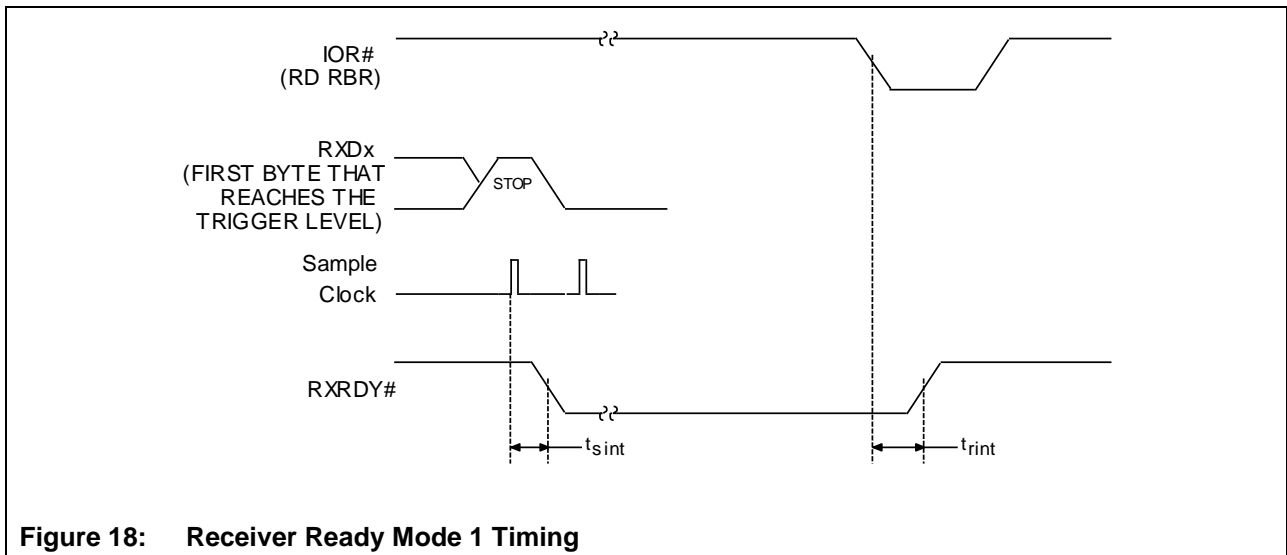 IOR#
(RD RBR)
RXDx
(FIRST BYTE THAT
REACHES THE
TRIGGER LEVEL)
STOP
Sample
Clock
RXRDY#
tsint
trint
Figure 18: Receiver Ready Mode 1 Timing